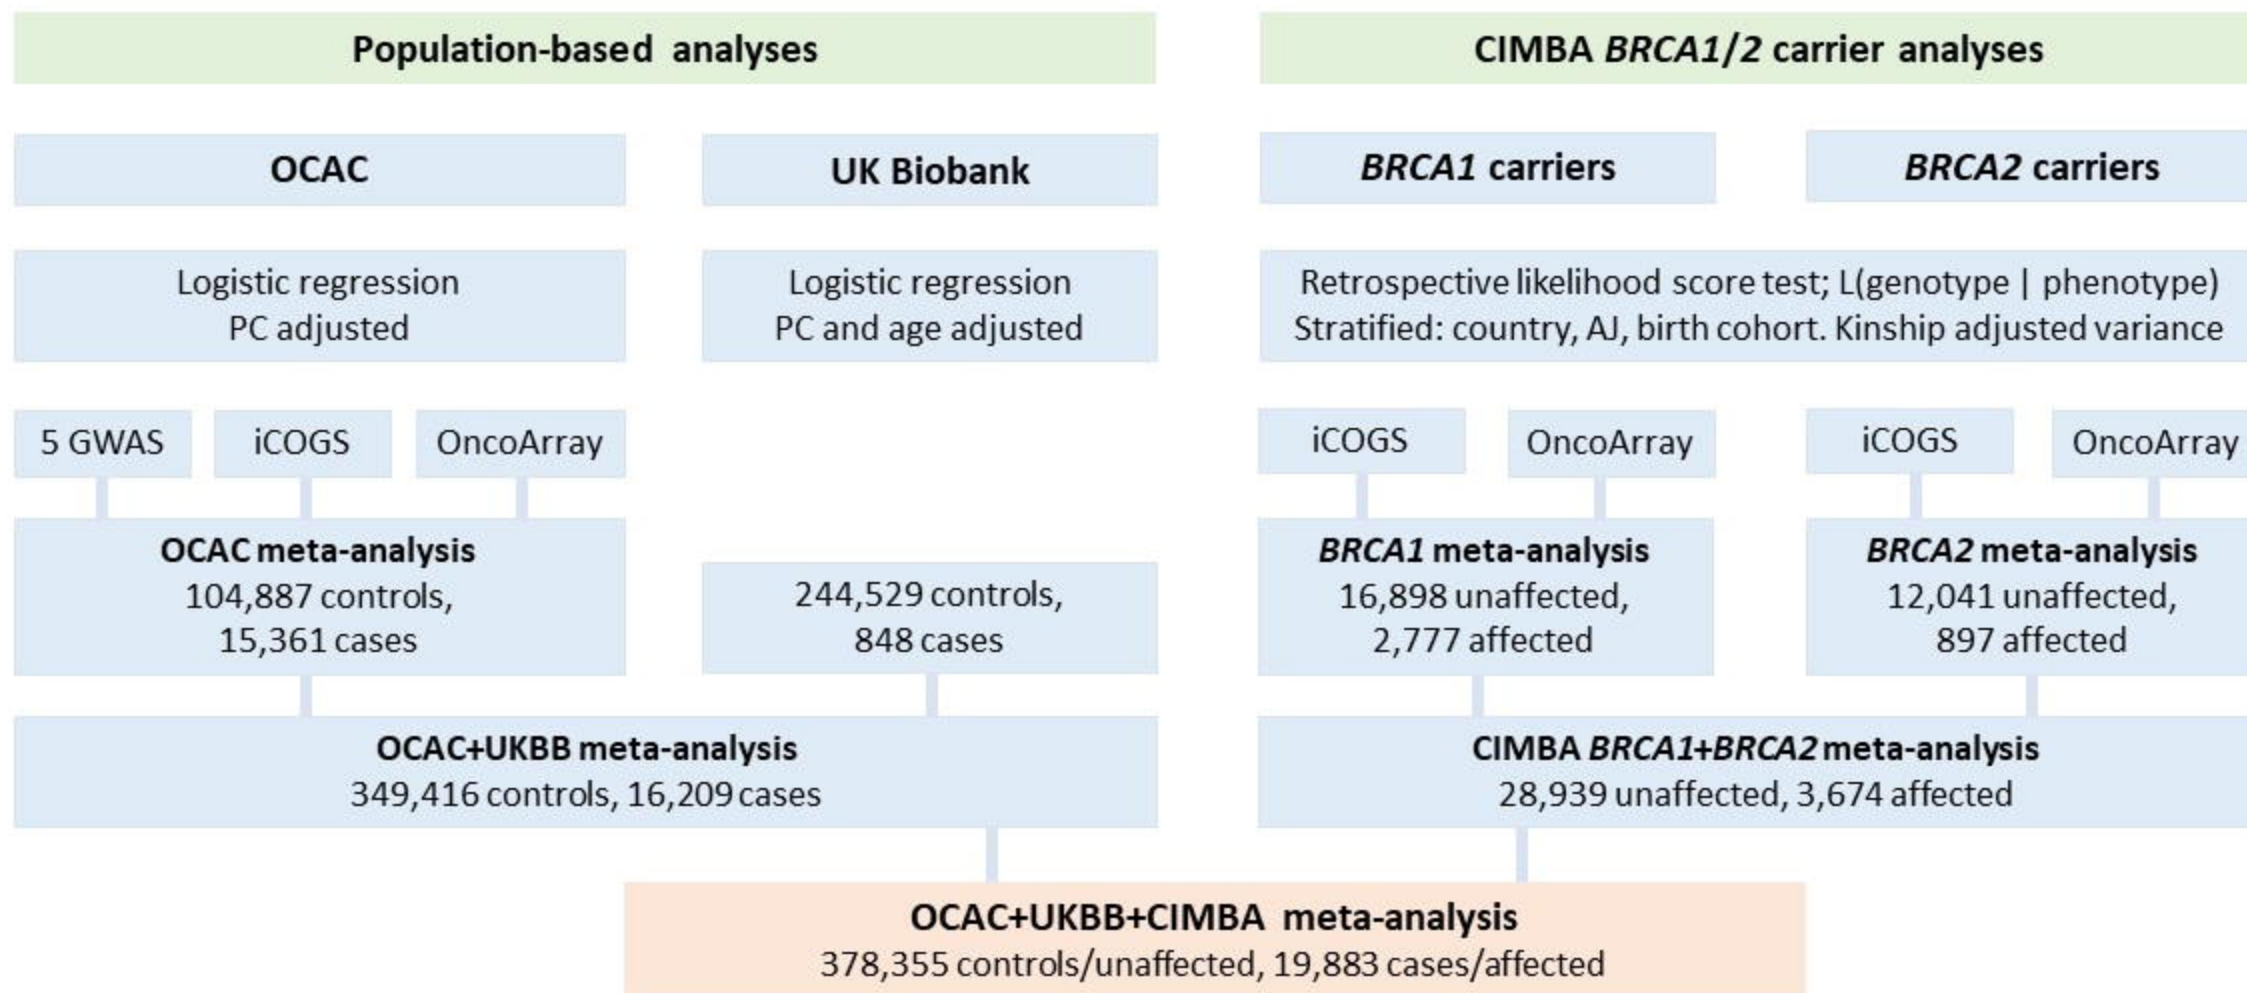 Population-based analyses
CIMBA BRCA1/2 carrier analyses
OCAC
UK Biobank
BRCA1 carriers
BRCA2 carriers
Logistic regression
PC adjusted
Logistic regression
PC and age adjusted
Retrospective likelihood score test; L(genotype | phenotype)
Stratified: country, AJ, birth cohort. Kinship adjusted variance
5 GWAS
iCOGS
OncoArray
iCOGS
OncoArray
iCOGS
OncoArray
OCAC meta-analysis
104,887 controls,
15,361 cases
244,529 controls,
848 cases
BRCA1 meta-analysis
16,898 unaffected,
2,777 affected
BRCA2 meta-analysis
12,041 unaffected,
897 affected
OCAC+UKBB meta-analysis
349,416 controls, 16,209 cases
CIMBA BRCA1+BRCA2 meta-analysis
28,939 unaffected, 3,674 affected
OCAC+UKBB+CIMBA meta-analysis
378,355 controls/unaffected, 19,883 cases/affected